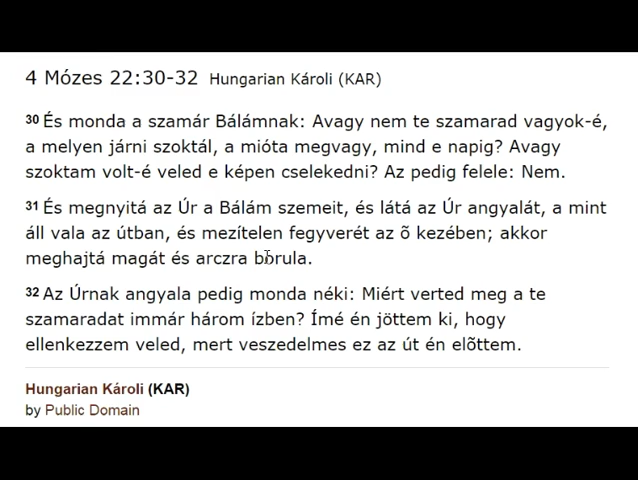 4 Mózes 22:30-32 Hungarian Károli (KAR)
30 És monda a szamár Bálámnak: Avagy nem te szamarad vagyok-é,
a melyen járni szoktál, a mióta megvagy, mind e napig? Avagy
szoktam volt-é veled e képen cselekedni? Az pedig felele: Nem.
31 És megnyitá az Úr a Bálám szemeit, és látá az Úr angyalát, a mint
áll vala az útban, és mezítelen fegyverét az õ kezében; akkor
meghajtá magát és arczra borula.
32 Az Úrnak angyala pedig monda néki: Miért verted meg a te
szamaradat immár három ízben? Ímé én jöttem ki, hogy
ellenkezzem veled, mert veszedelmes ez az út én elõttem.
Hungarian Károli (KAR)
by Public Domain